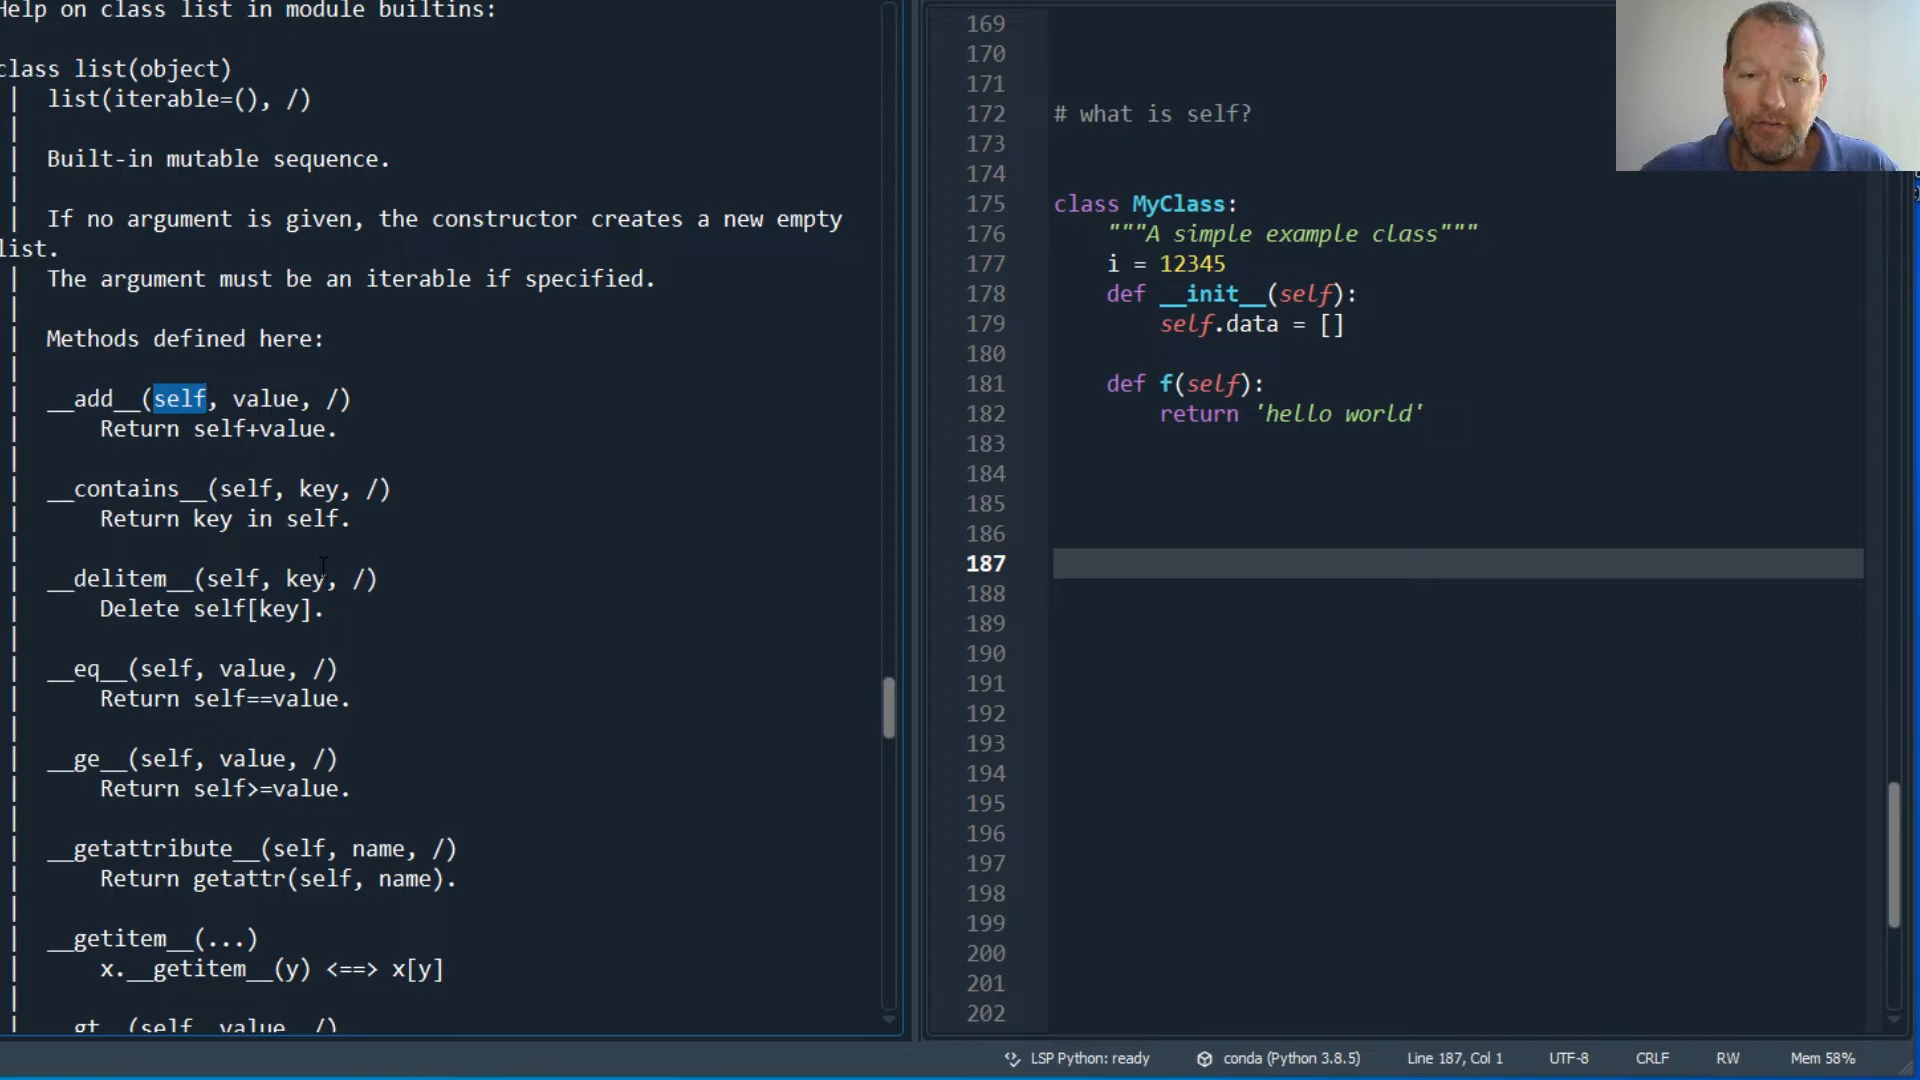 Help on class list in module builtins:
class list(object)
| list(iterable=(), /)
|
| Built-in mutable sequence.
|
| If no argument is given, the constructor creates a new empty
list.
| The argument must be an iterable if specified.
|
| Methods defined here:
|
| __add__(self, value, /)
| Return self+value.
|
| __contains__(self, key, /)
| Return key in self.
|
| __delitem__(self, key, /)
| Delete self[key].
|
| __eq__(self, value, /)
| Return self==value.
|
| __ge__(self, value, /)
| Return self>=value.
|
| __getattribute__(self, name, /)
| Return getattr(self, name).
|
| __getitem__(...)
| x.__getitem__(y) <==> x[y]
|
| __gt__(self, value, /)
169
170
171
172 # what is self?
173
174
175 class MyClass:
176 """A simple example class"""
177 i = 12345
178 def __init__(self):
179 self.data = []
180
181 def f(self):
182 return 'hello world'
183
184
185
186
187
188
189
190
191
192
193
194
195
196
197
198
199
200
201
202
LSP Python: ready conda (Python 3.8.5) Line 187, Col 1 UTF-8 CRLF RW Mem 58%